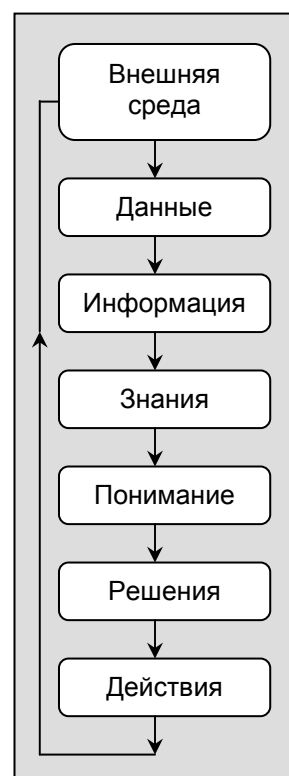 Внешняя
среда
Данные
Информация
Знания
Понимание
Решения
Действия